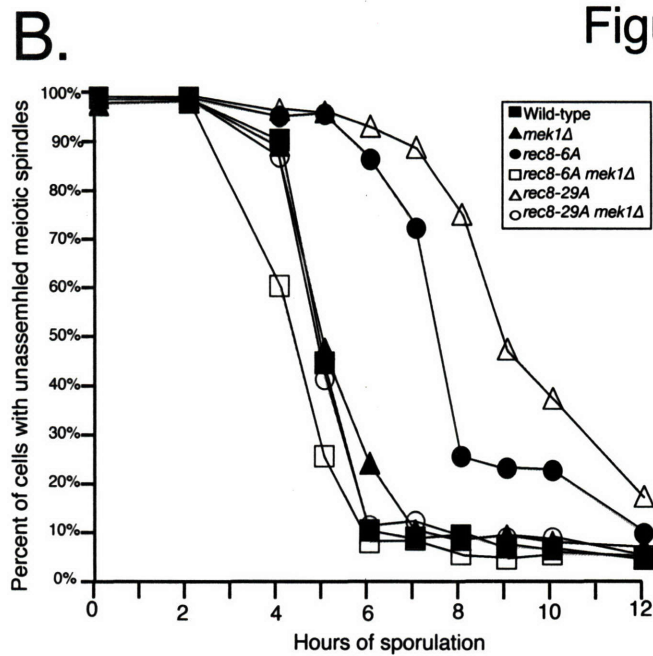 B.
Figu
100%
90%
80%
70%
60%
50%
40%
30%
20%
10%
0%
Percent of cells with unassembled meiotic spindles
Wild-type
mek1Δ
rec8-6A
rec8-6A mek1Δ
rec8-29A
rec8-29A mek1Δ
0 2 4 6 8 10 12
Hours of sporulation